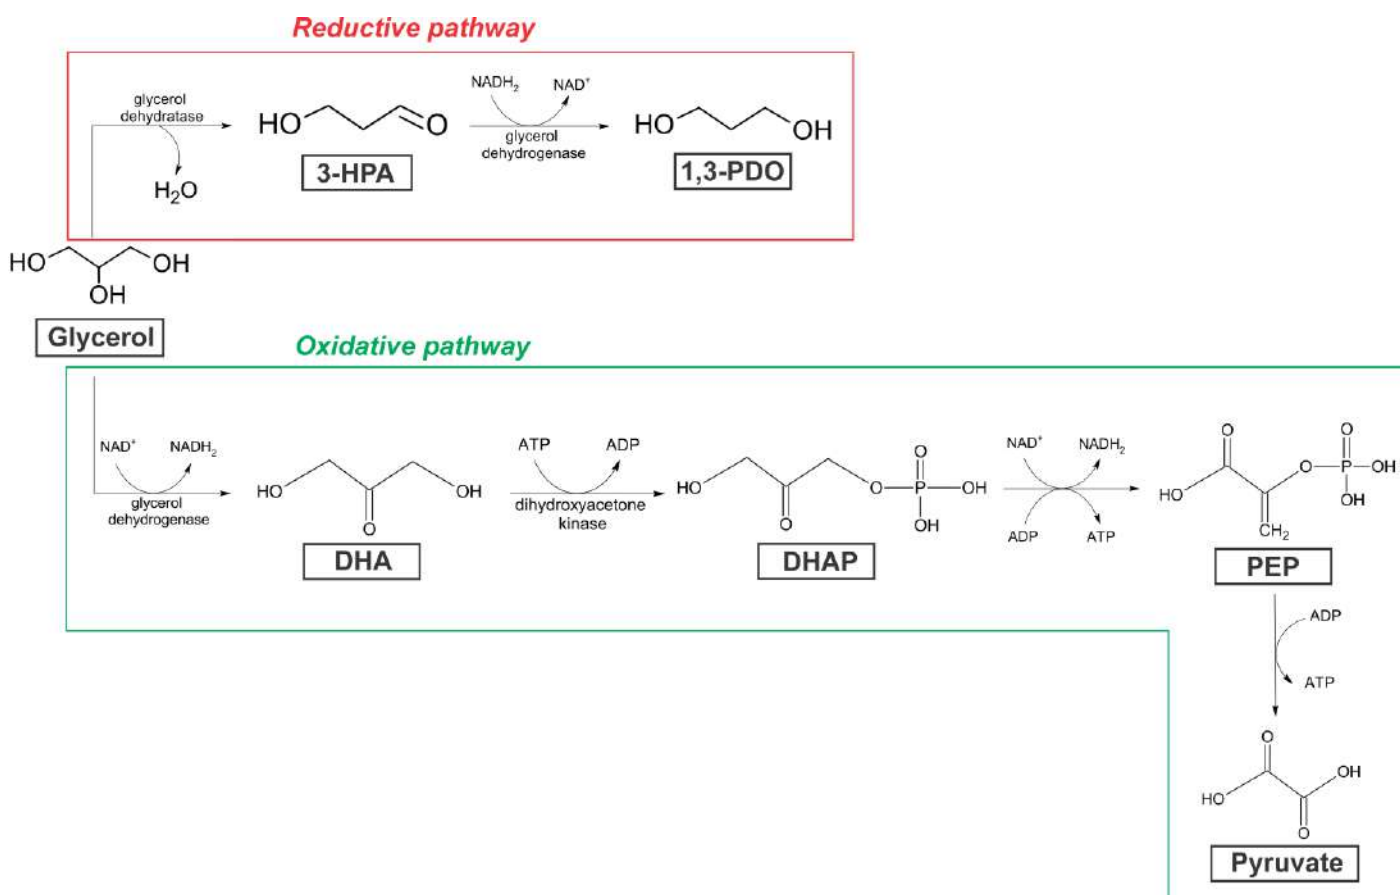 Reductive pathway
glycerol
dehydratase
H₂O
HO
O
3-HPA
NADH₂
NAD⁺
glycerol
dehydrogenase
HO
OH
1,3-PDO
HO
OH
OH
Glycerol
Oxidative pathway
NAD⁺
NADH₂
glycerol
dehydrogenase
HO
OH
O
DHA
ATP
ADP
dihydroxyacetone
kinase
HO
O
O
P
O
OH
OH
DHAP
NAD⁺
NADH₂
ADP
ATP
O
HO
O
P
O
OH
OH
CH₂
PEP
ADP
ATP
O
OH
HO
O
Pyruvate